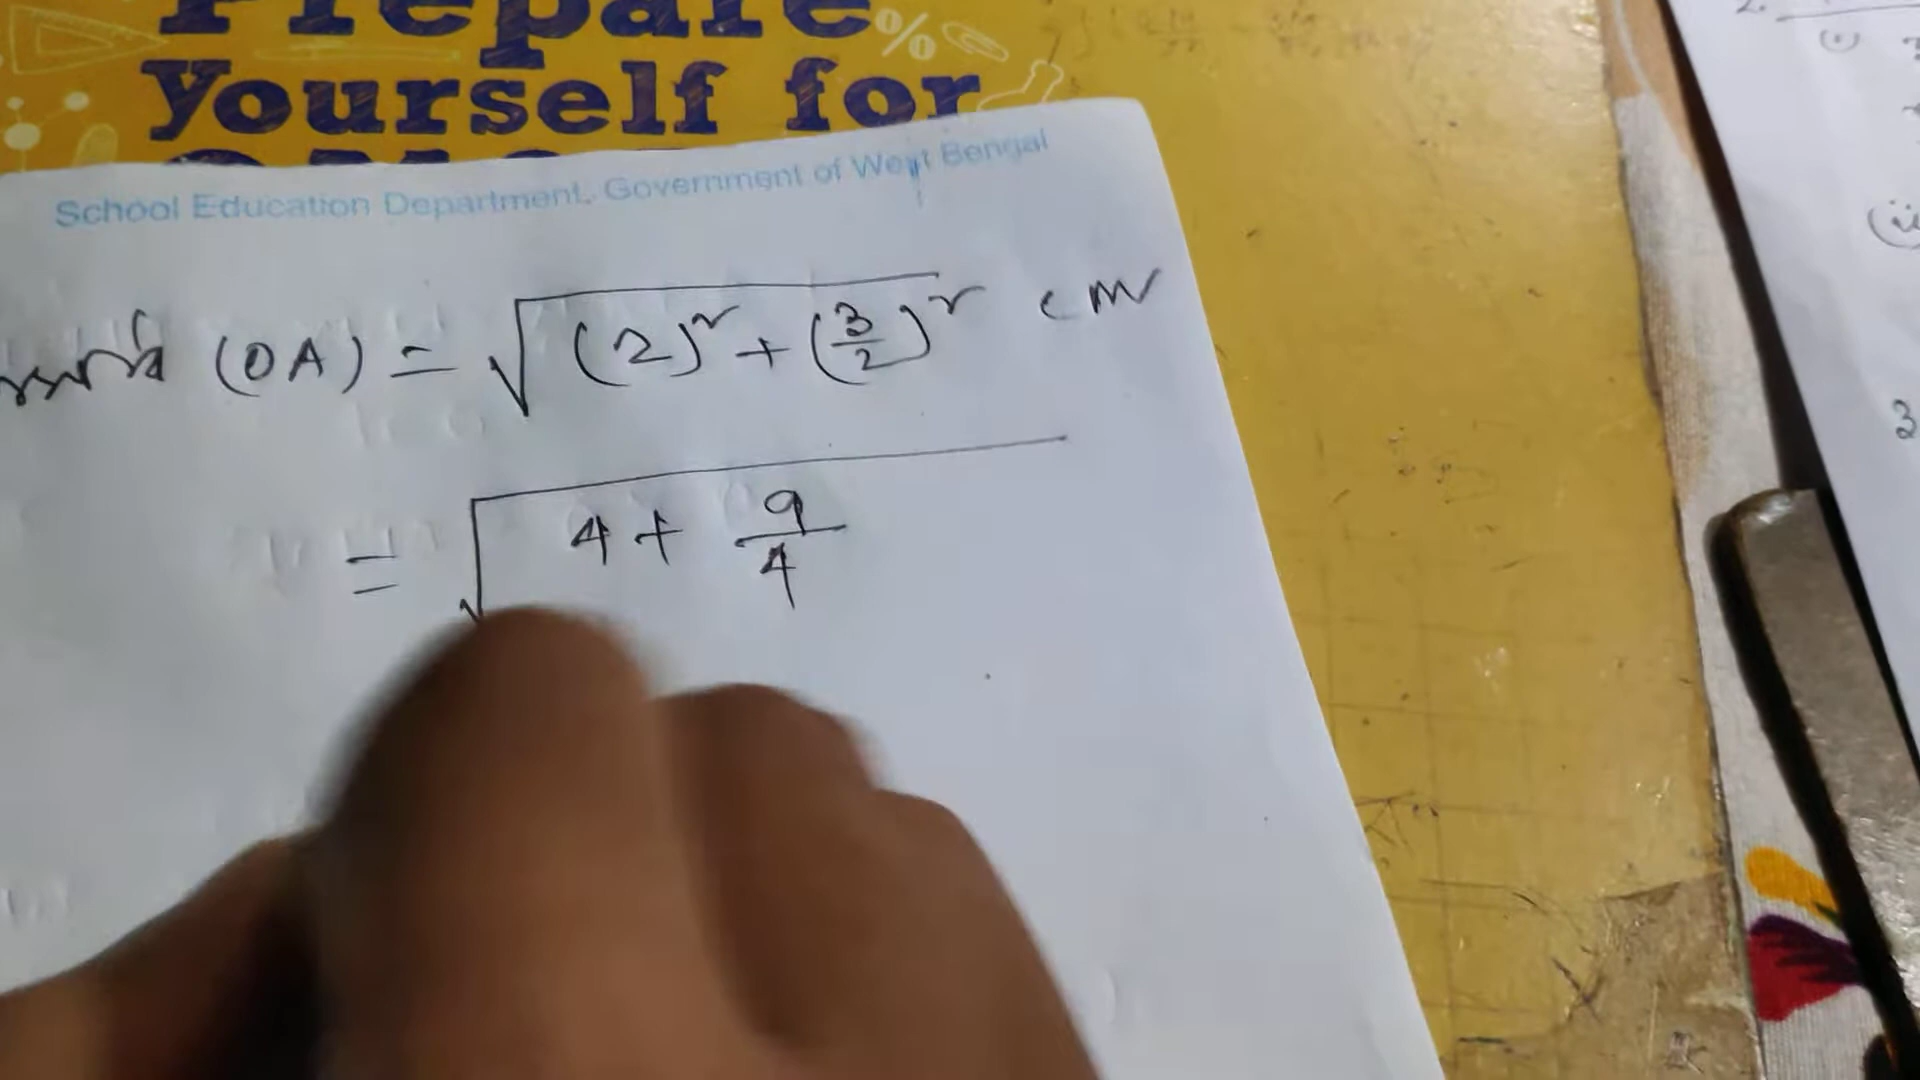 Prepare
Yourself for
School Education Department, Government of West Bengal
(OA) = √((2)² + (3/2)²) cm
= √(4 + 9/4)